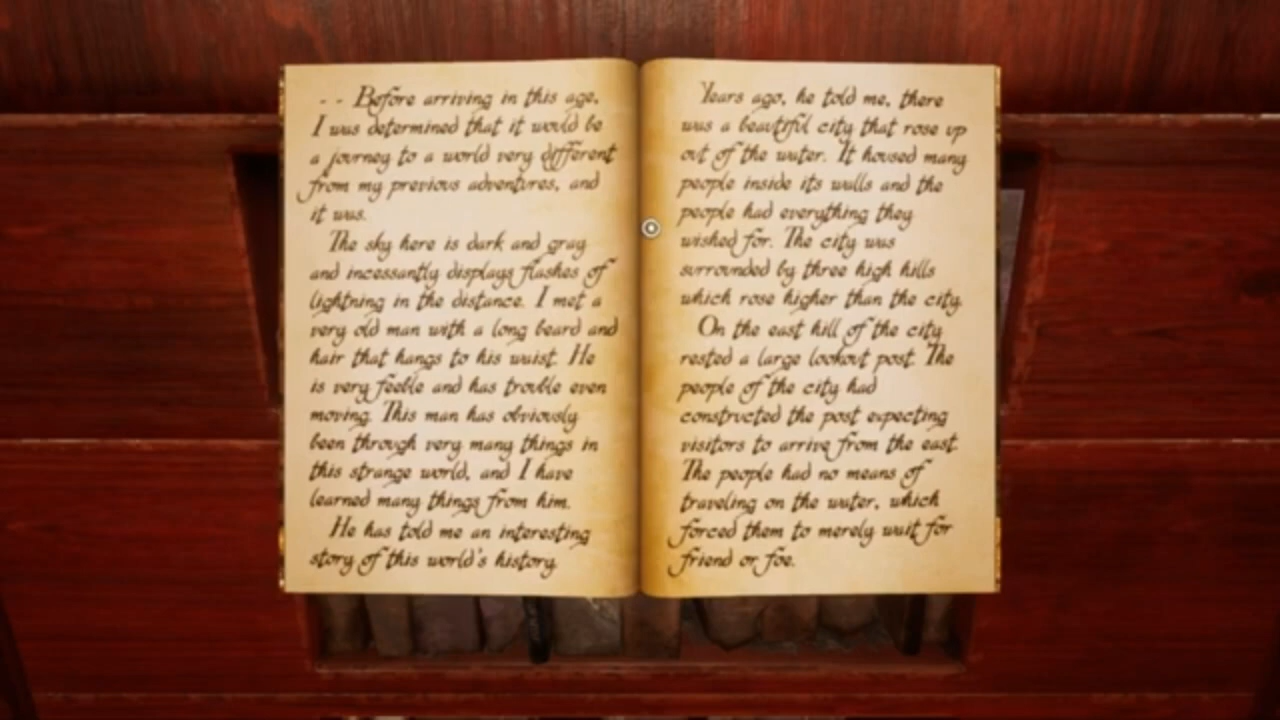 - - Before arriving in this age,
I was determined that it would be
a journey to a world very different
from my previous adventures, and
it was.
The sky here is dark and gray
and incessantly displays flashes of
lightning in the distance. I met a
very old man with a long beard and
hair that hangs to his waist. He
is very feeble and has trouble even
moving. This man has obviously
been through very many things in
this strange world, and I have
learned many things from him.
He has told me an interesting
story of this world's history.
Years ago, he told me, there
was a beautiful city that rose up
out of the water. It housed many
people inside its walls and the
people had everything they
wished for. The city was
surrounded by three high hills
which rose higher than the city.
On the east hill of the city
rested a large lookout post. The
people of the city had
constructed the post expecting
visitors to arrive from the east.
The people had no means of
traveling on the water, which
forced them to merely wait for
friend or foe.